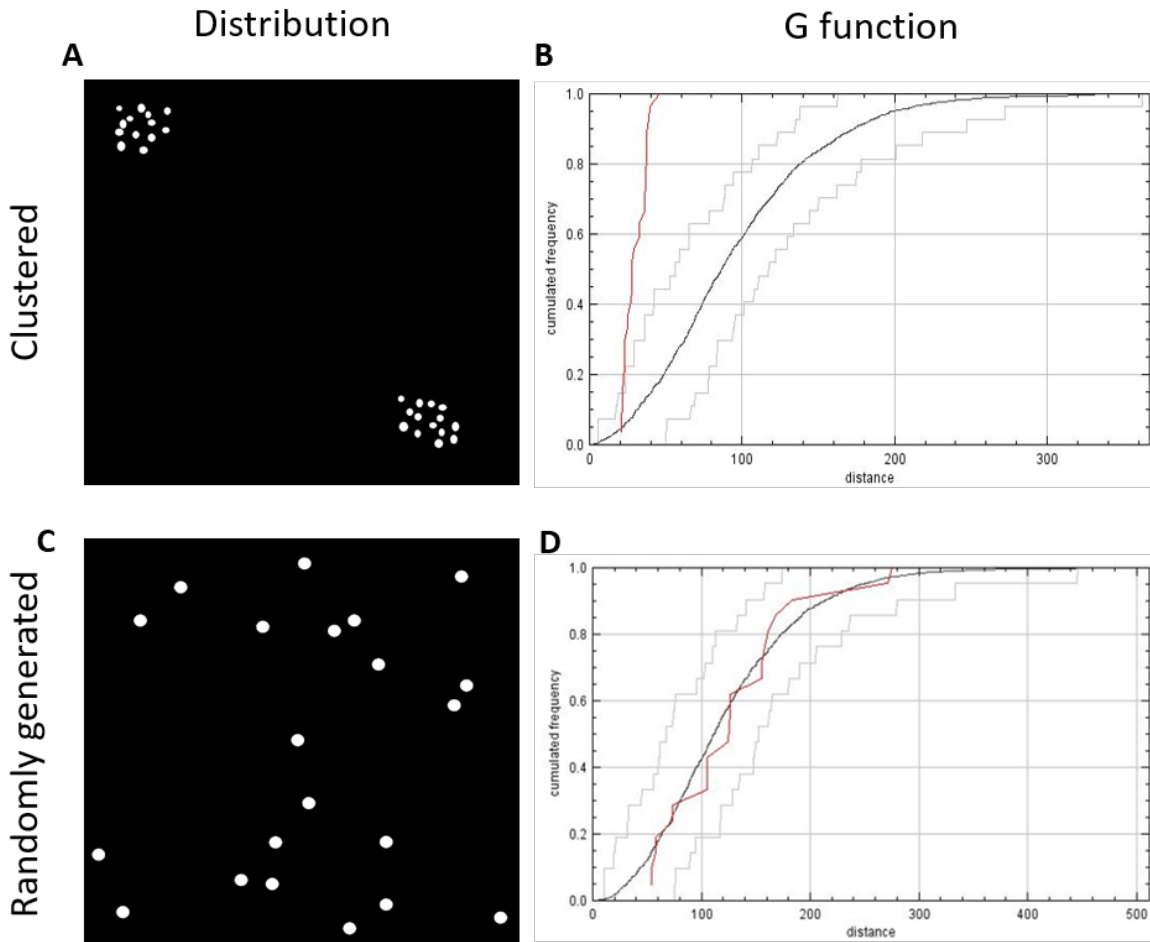 Distribution
G function
A
B
Clustered
cumulated frequency
1.0
0.8
0.6
0.4
0.2
0.0
0
100
200
300
distance
C
D
Randomly generated
cumulated frequency
1.0
0.8
0.6
0.4
0.2
0.0
0
100
200
300
400
500
distance